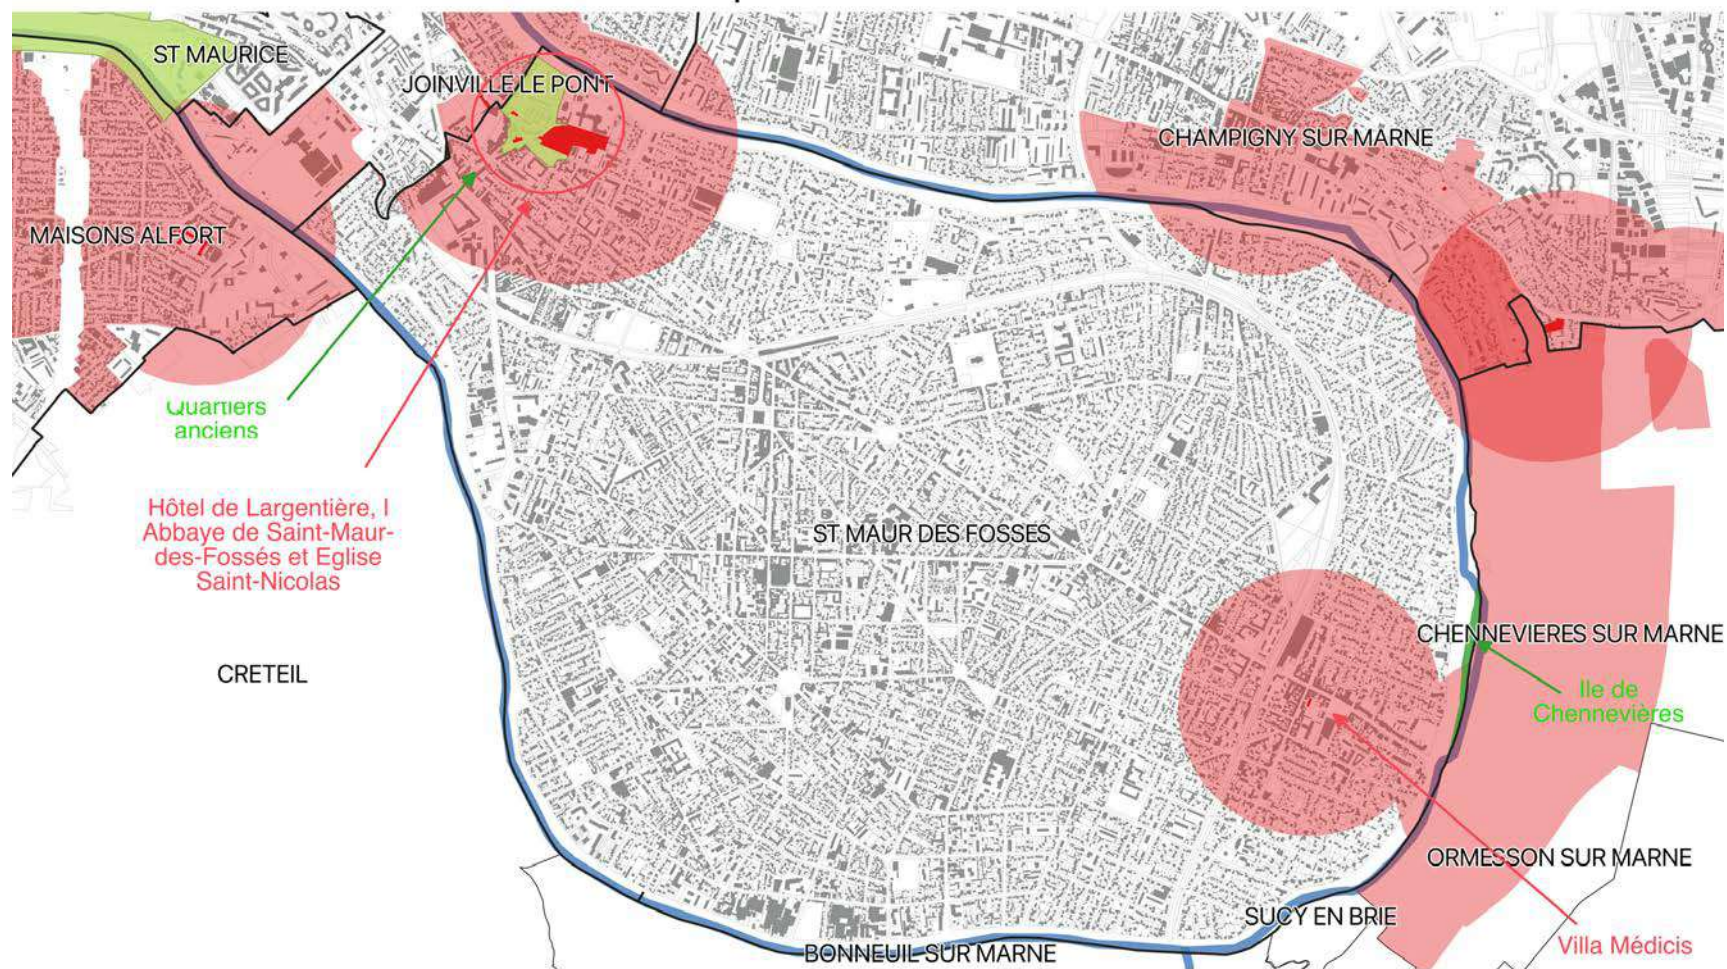 ST MAURICE
JOINVILLE LE PONT
CHAMPIGNY SUR MARNE
MAISONS ALFORT
Quartiers
anciens
Hôtel de Largentière, l
Abbaye de Saint-Maur-
des-Fossés et Eglise
Saint-Nicolas
ST MAUR DES FOSSES
CRETEIL
CHENNEVIERES SUR MARNE
Ile de
Chennevières
ORMESSON SUR MARNE
SUCY EN BRIE
BONNEUIL SUR MARNE
Villa Médicis